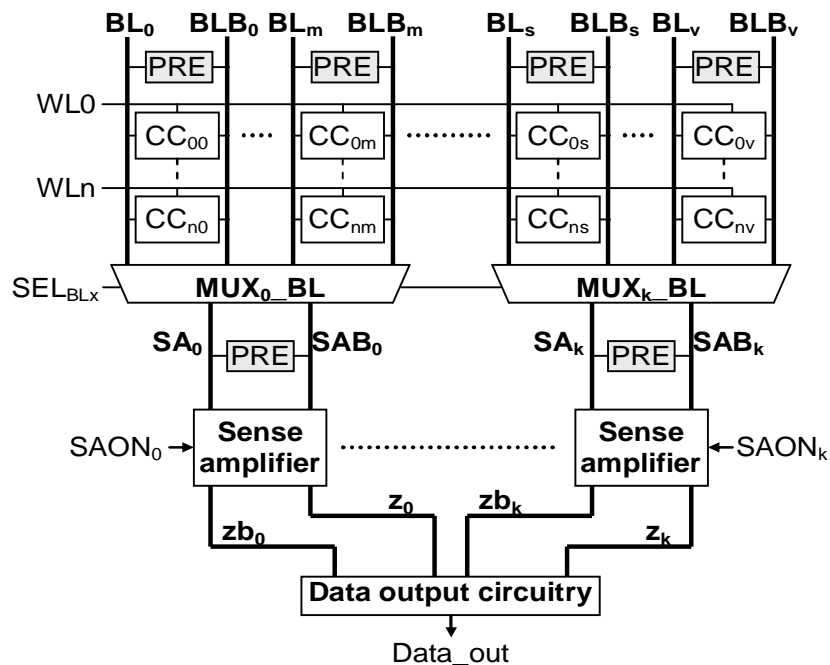 BL₀ BLB₀ BLₘ BLBₘ BLₛ BLBₛ BLᵥ BLBᵥ
PRE PRE PRE PRE
WL0
CC₀₀ CC₀ₘ CC₀ₛ CC₀ᵥ
WLn
CCₙ₀ CCₙₘ CCₙₛ CCₙᵥ
SEL_BLx MUX₀_BL MUXₖ_BL
SA₀ PRE SAB₀ SAₖ PRE SABₖ
SAON₀ Sense amplifier Sense amplifier SAONₖ
z₀ zbₖ
zb₀ zₖ
Data output circuitry
Data_out